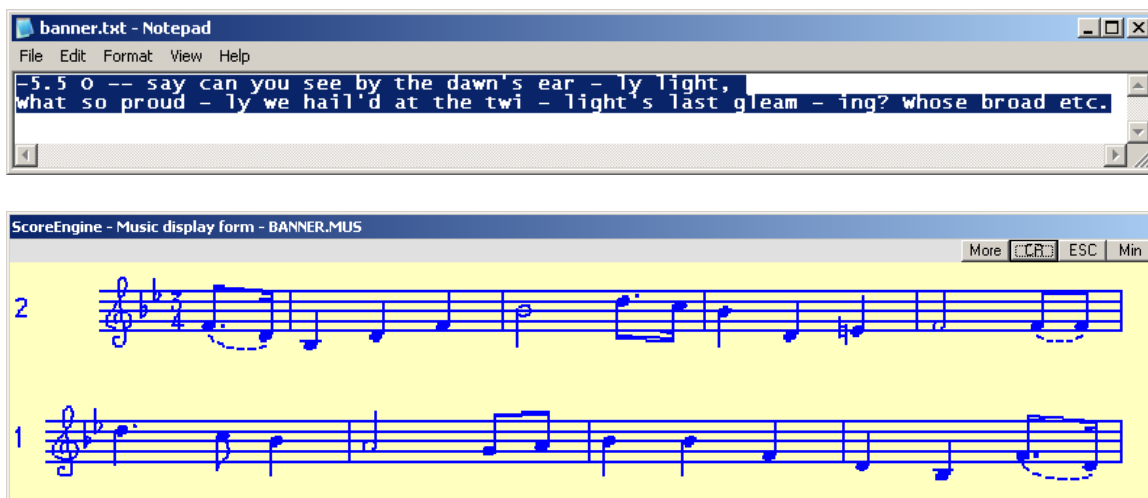 banner.txt - Notepad
File Edit Format View Help
-5.5 O -- say can you see by the dawn's ear - ly light,
What so proud - ly we hail'd at the twi - light's last gleam - ing? Whose broad etc.
ScoreEngine - Music display form - BANNER.MUS
More CR ESC Min
2
3
4
1